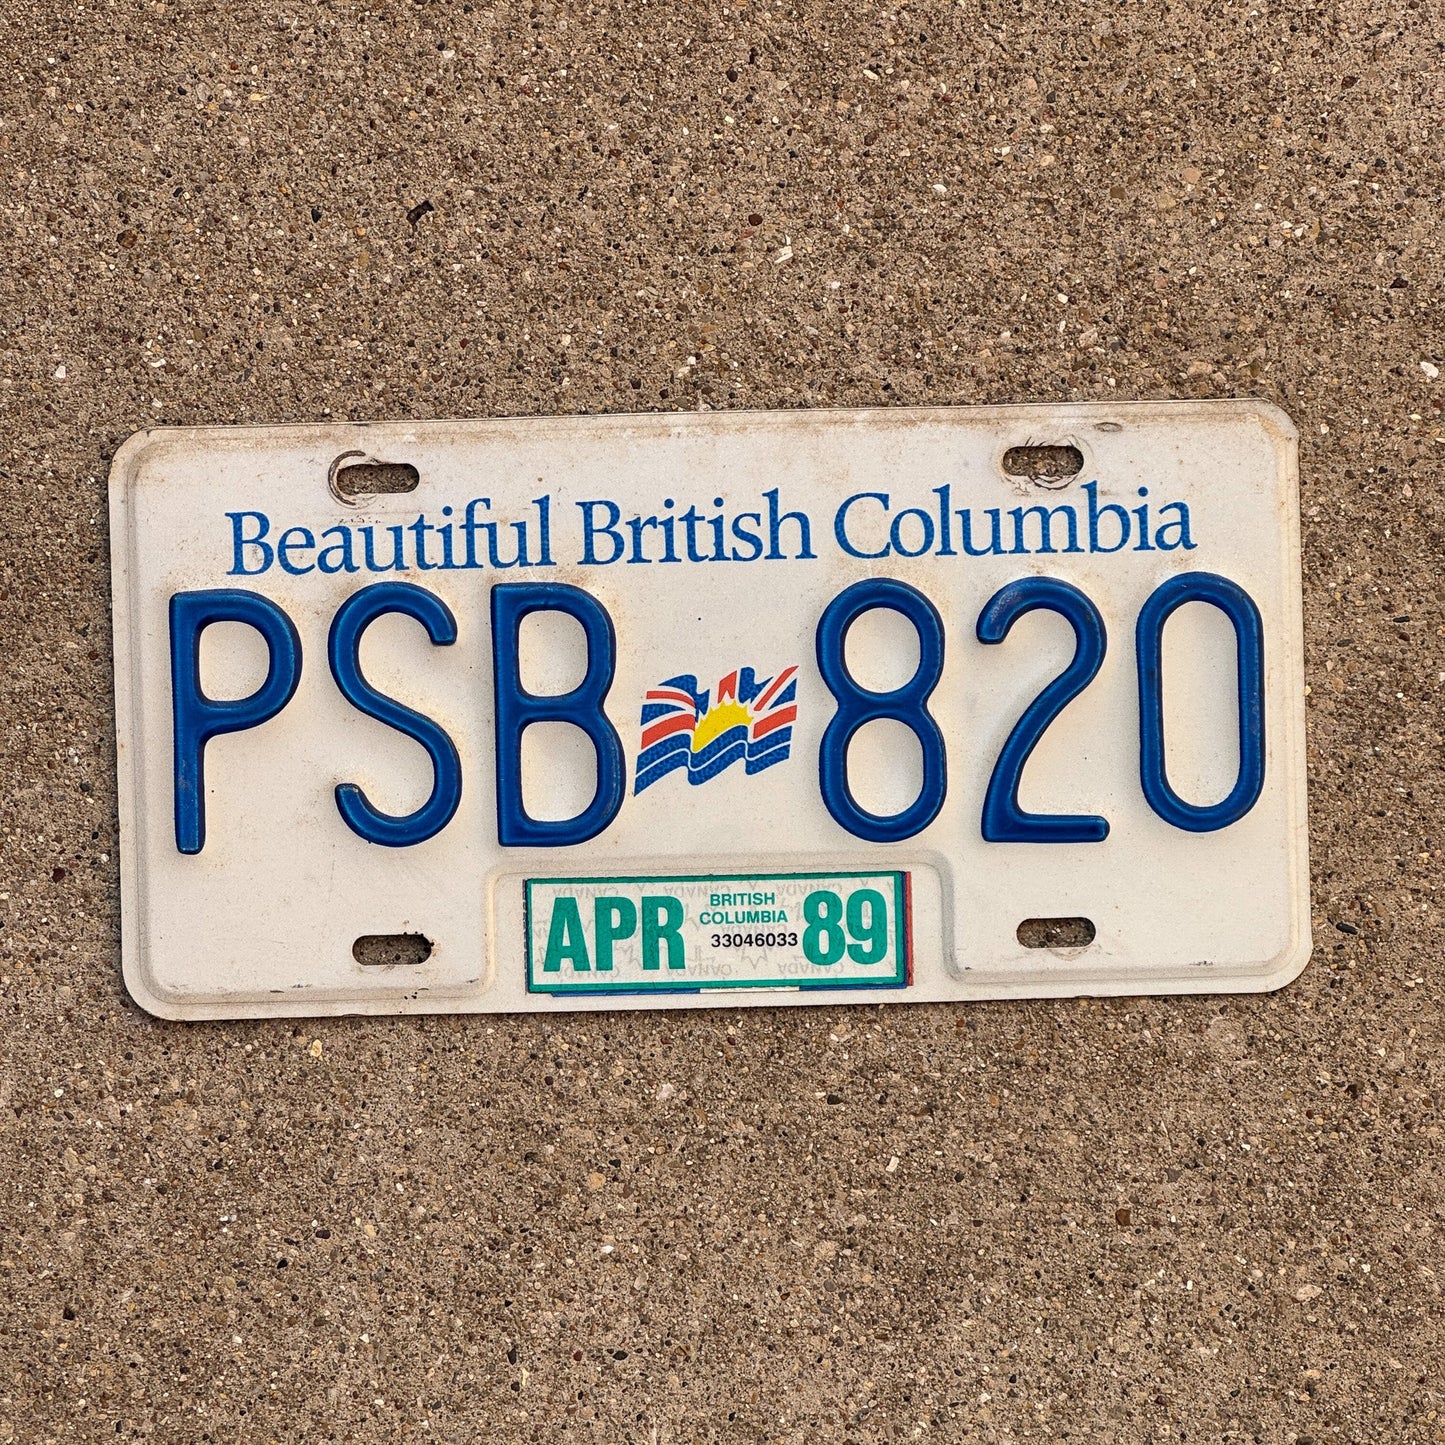 Beautiful British Columbia
PSB 820
APR BRITISH COLUMBIA 33046033 89